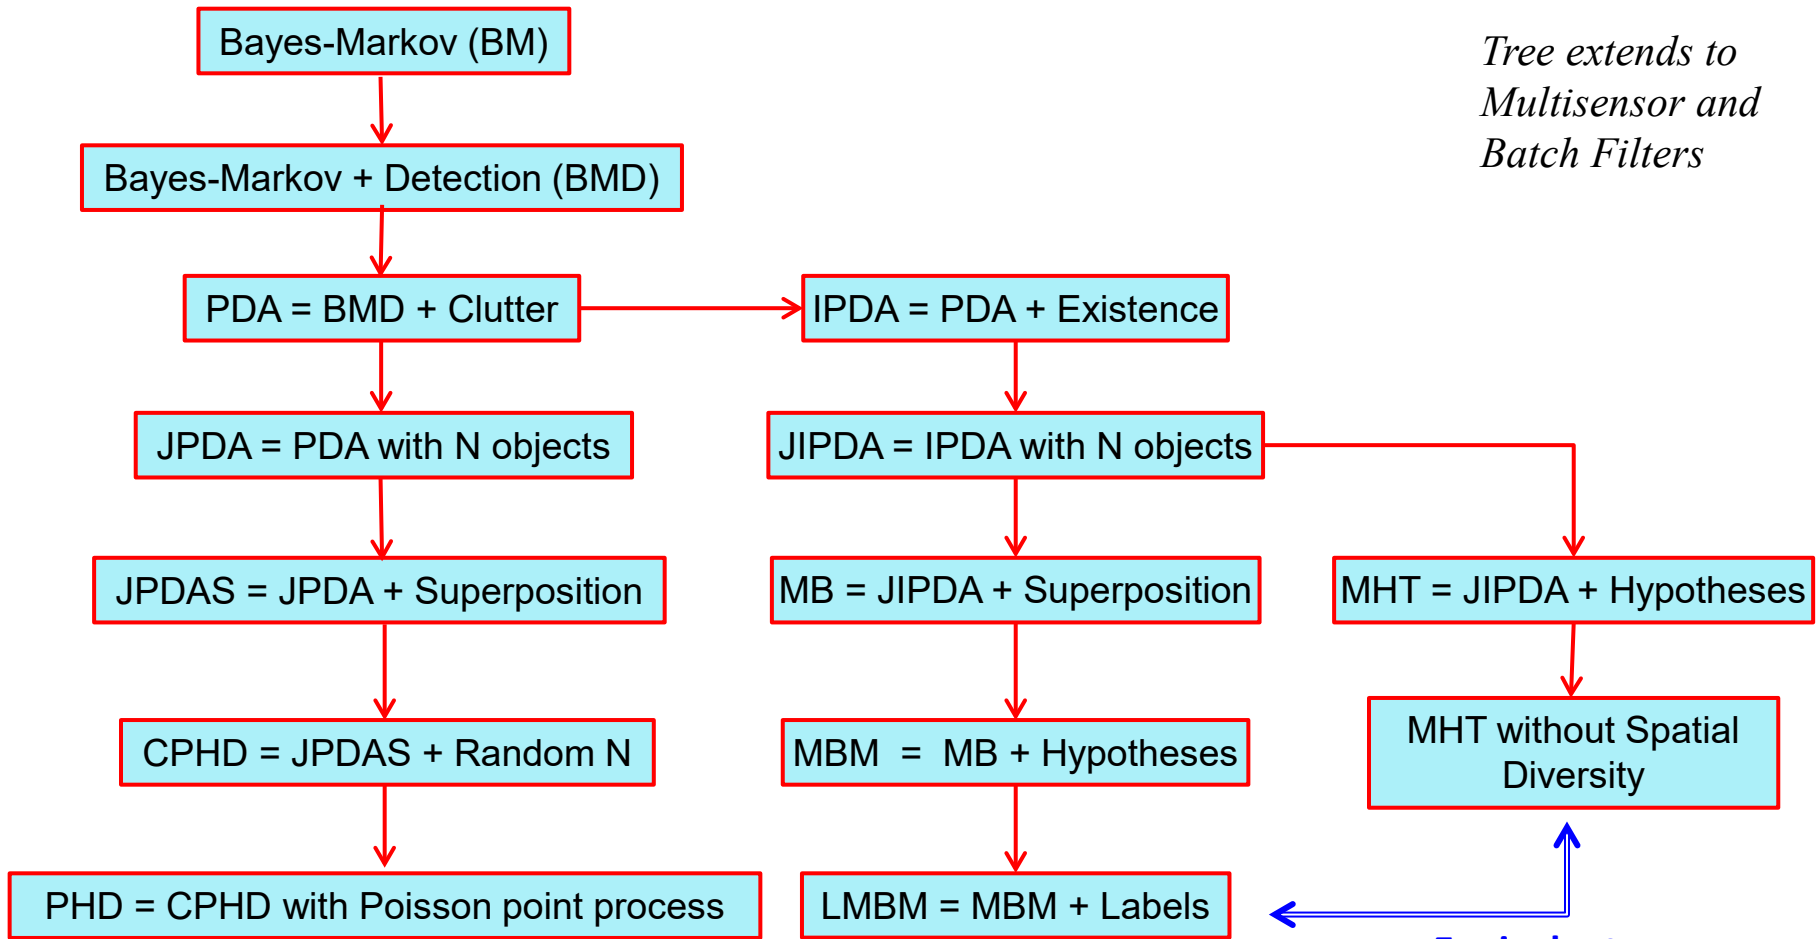 Bayes-Markov (BM)
Tree extends to
Multisensor and
Batch Filters
Bayes-Markov + Detection (BMD)
PDA = BMD + Clutter
IPDA = PDA + Existence
JPDA = PDA with N objects
JIPDA = IPDA with N objects
JPDAS = JPDA + Superposition
MB = JIPDA + Superposition
MHT = JIPDA + Hypotheses
CPHD = JPDAS + Random N
MBM = MB + Hypotheses
MHT without Spatial
Diversity
PHD = CPHD with Poisson point process
LMBM = MBM + Labels